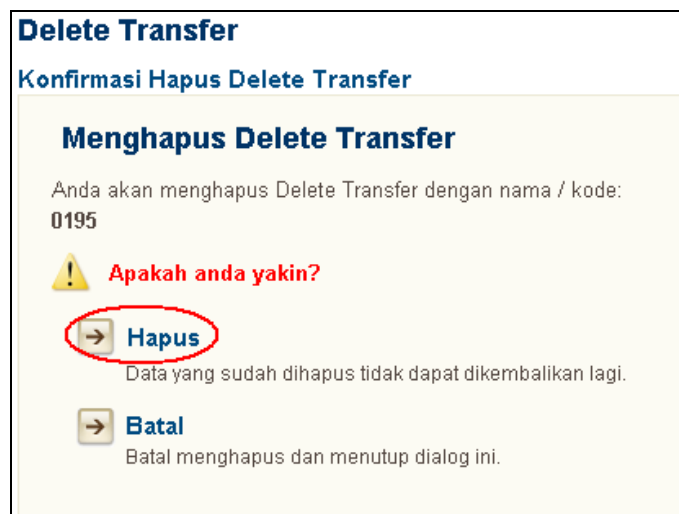 Delete Transfer
Konfirmasi Hapus Delete Transfer
Menghapus Delete Transfer
Anda akan menghapus Delete Transfer dengan nama / kode:
0195
Apakah anda yakin?
Hapus
Data yang sudah dihapus tidak dapat dikembalikan lagi.
Batal
Batal menghapus dan menutup dialog ini.